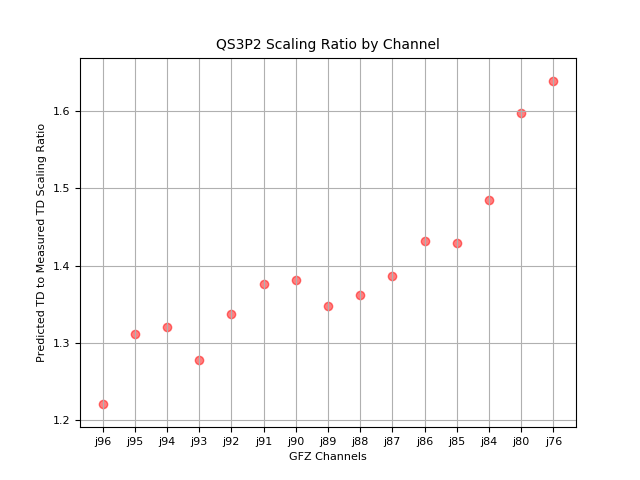 QS3P2 Scaling Ratio by Channel
Predicted TD to Measured TD Scaling Ratio
1.6
1.5
1.4
1.3
1.2
j96 j95 j94 j93 j92 j91 j90 j89 j88 j87 j86 j85 j84 j80 j76
GFZ Channels